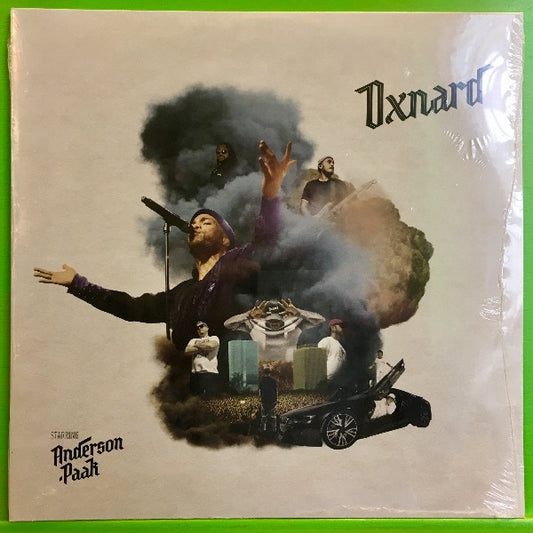 Oxnard
STARRING
Anderson
.Paak